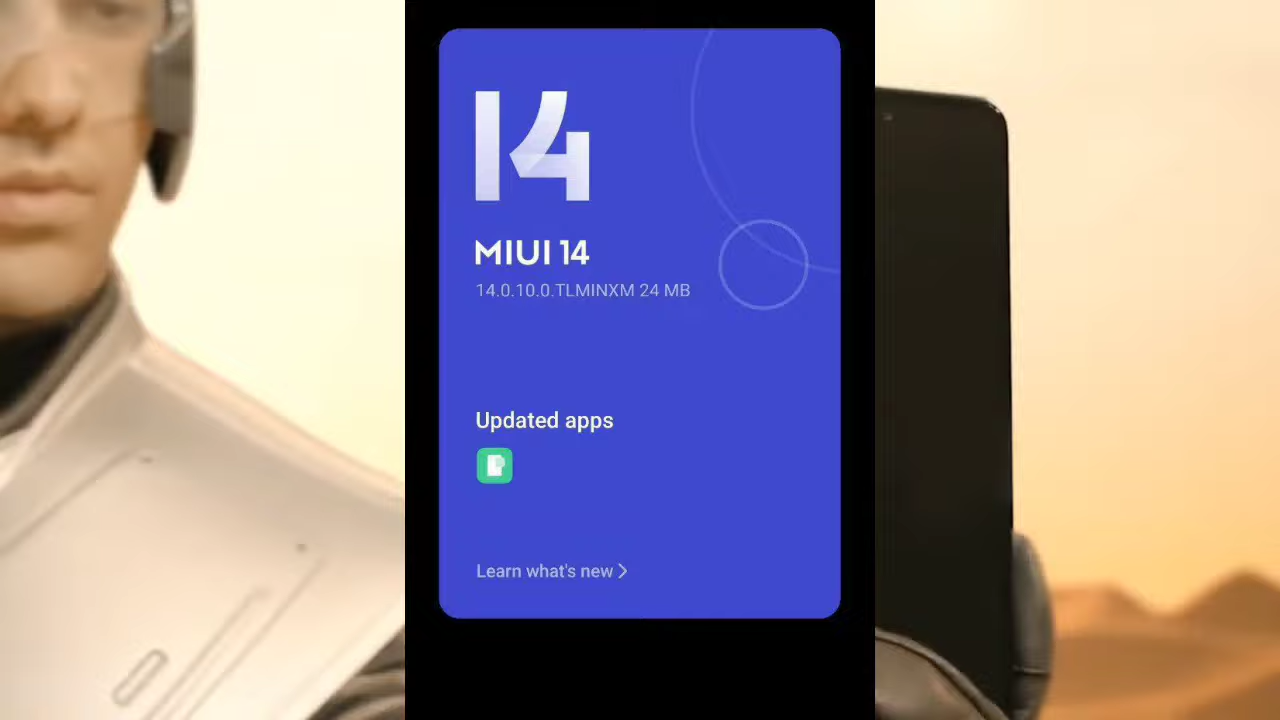 14
MIUI 14
14.0.10.0.TLMINXM 24 MB
Updated apps
Learn what's new >